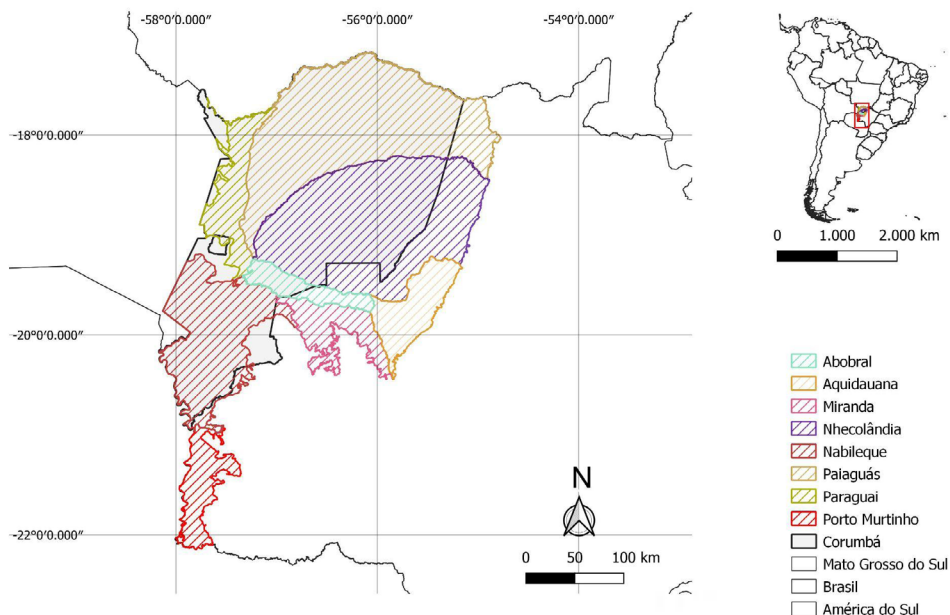 -58°0′0.000″
-56°0′0.000″
-54°0′0.000″
-18°0′0.000″
-20°0′0.000″
-22°0′0.000″
N
0 50 100 km
0 1.000 2.000 km
Abobral
Aquidauana
Miranda
Nhecolândia
Nabileque
Paiaguás
Paraguai
Porto Murtinho
Corumbá
Mato Grosso do Sul
Brasil
América do Sul